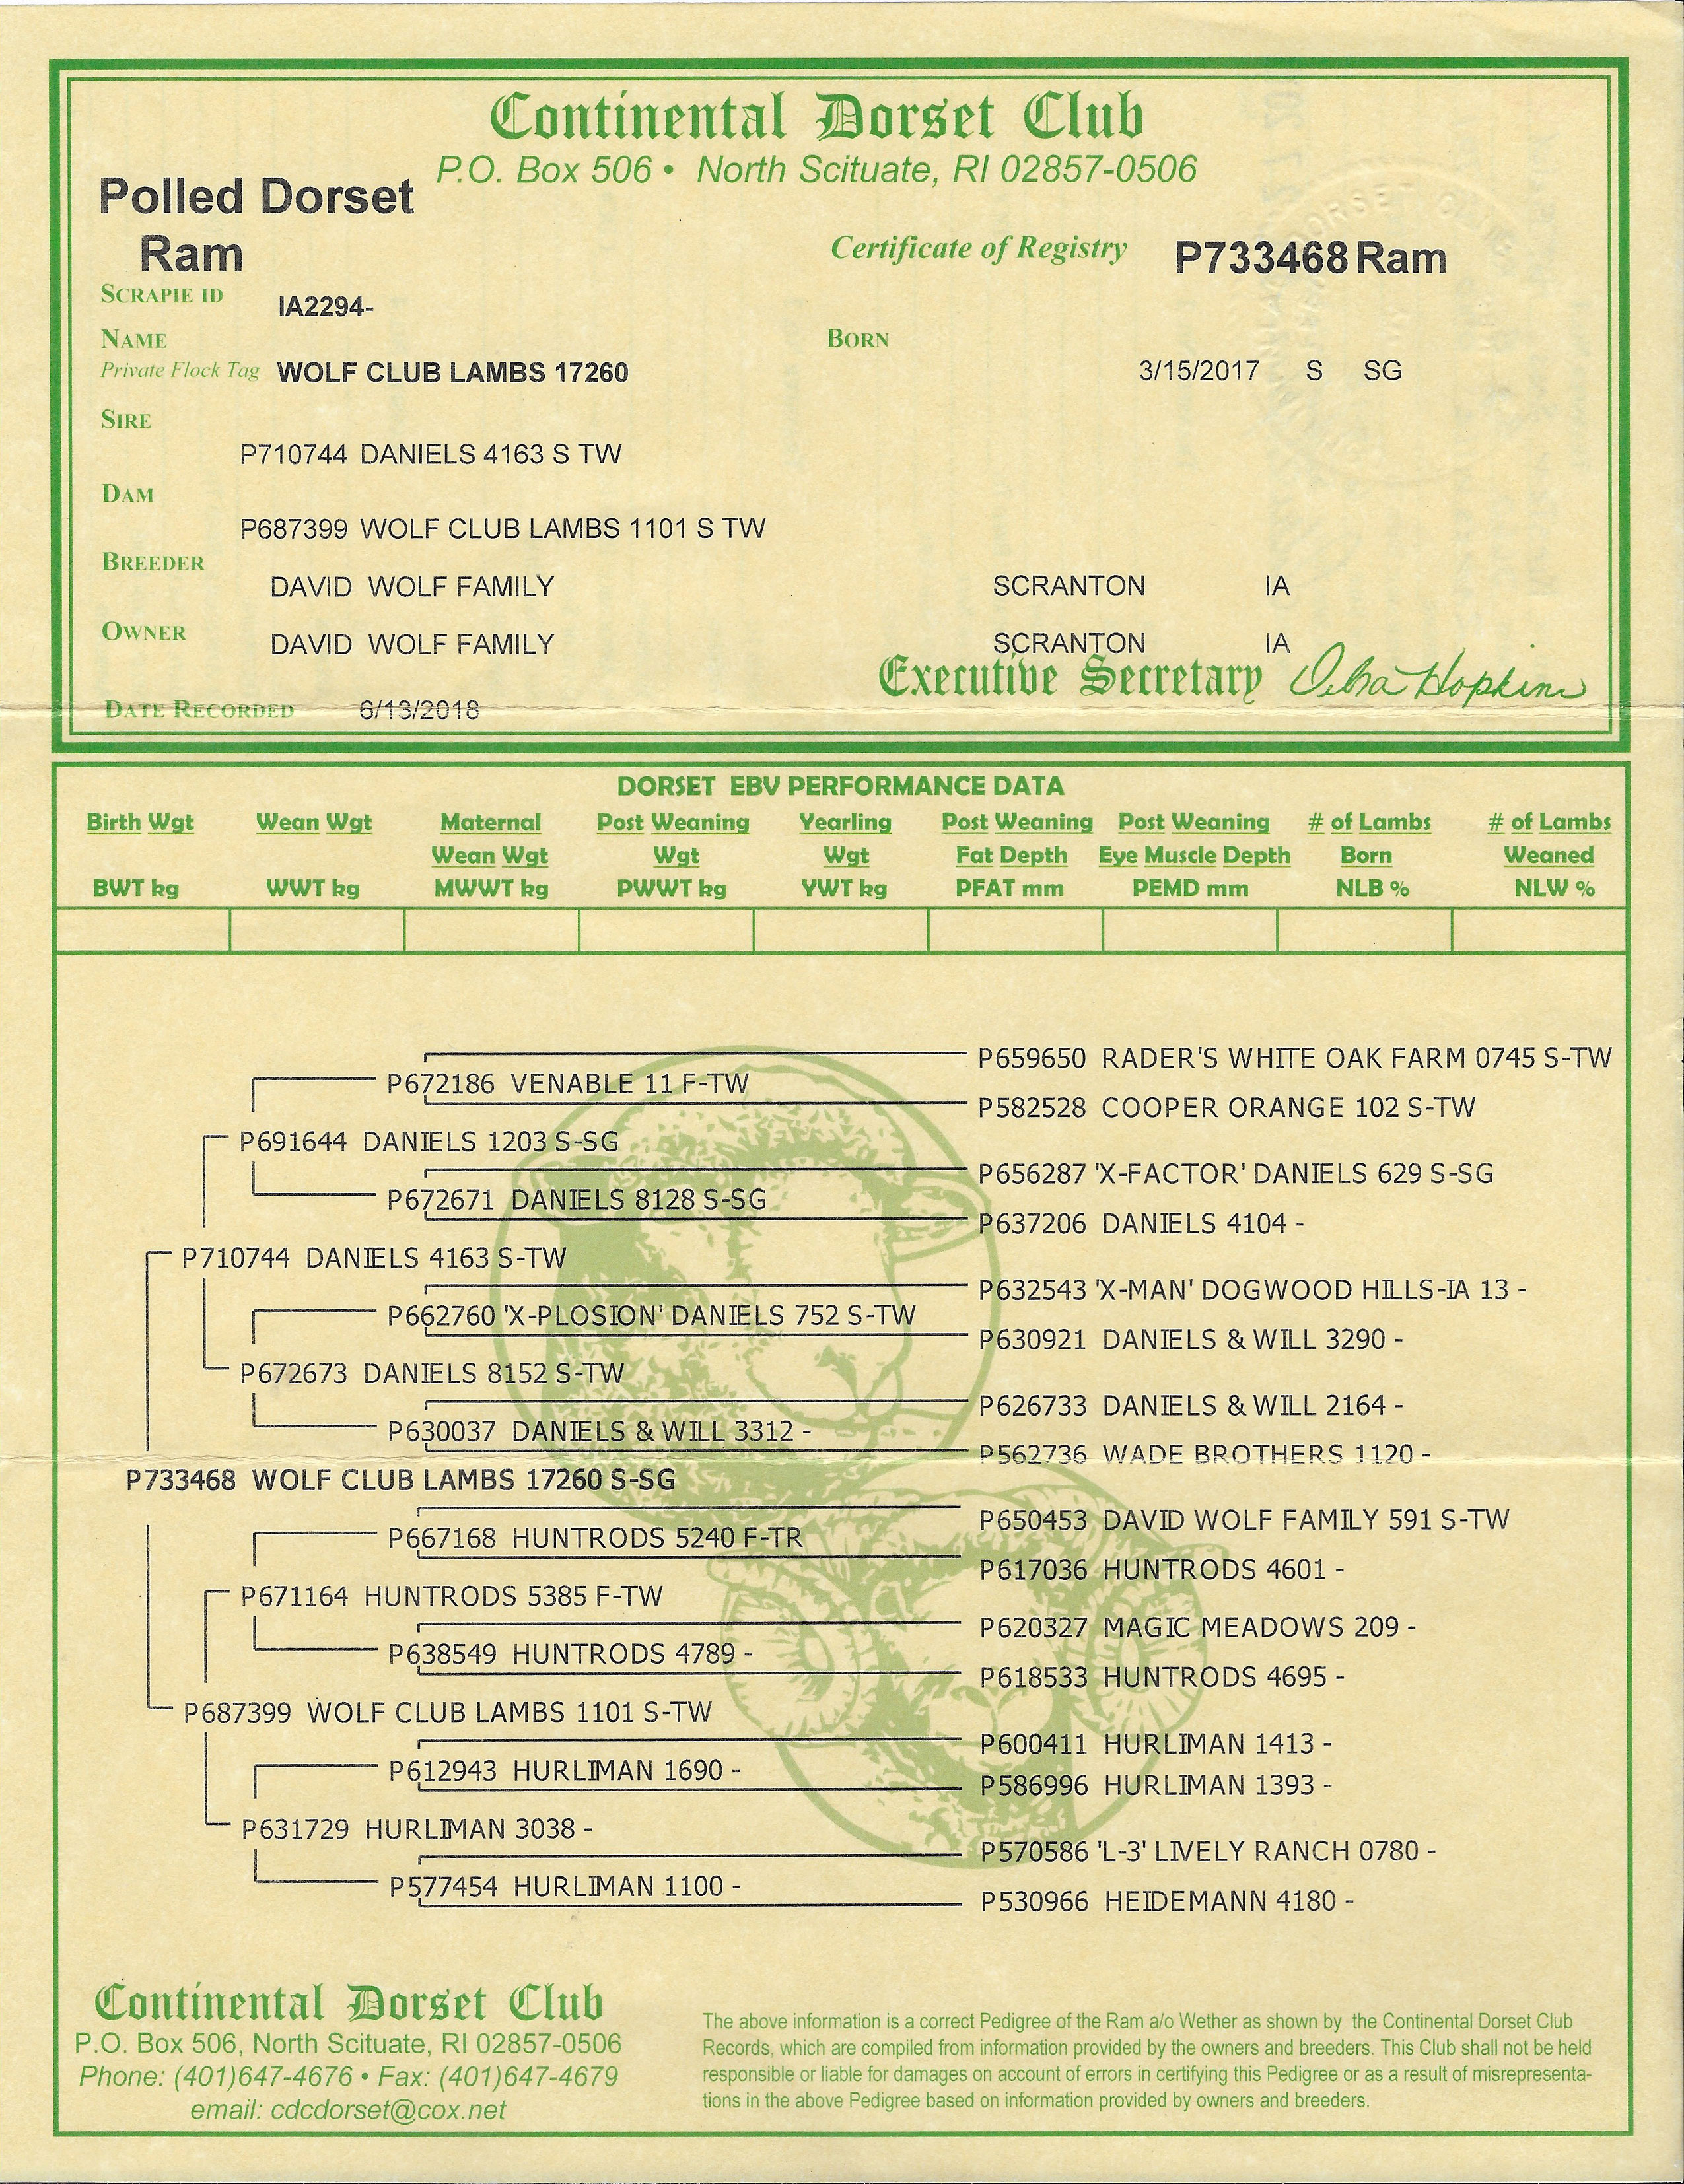 Continental Dorset Club
P.O. Box 506 • North Scituate, RI 02857-0506
Polled Dorset
Ram
Certificate of Registry P733468 Ram
SCRAPIE ID IA2294-
NAME BORN
Private Flock Tag WOLF CLUB LAMBS 17260 3/15/2017 S SG
SIRE
P710744 DANIELS 4163 S TW
DAM
P687399 WOLF CLUB LAMBS 1101 S TW
BREEDER
DAVID WOLF FAMILY SCRANTON IA
OWNER
DAVID WOLF FAMILY SCRANTON IA
Executive Secretary Debra Hopkins
DATE RECORDED 6/13/2018
DORSET EBV PERFORMANCE DATA
Birth Wgt Wean Wgt Maternal Post Weaning Yearling Post Weaning Post Weaning # of Lambs # of Lambs
Wean Wgt Wgt Wgt Fat Depth Eye Muscle Depth Born Weaned
BWT kg WWT kg MWWT kg PWWT kg YWT kg PFAT mm PEMD mm NLB % NLW %
P659650 RADER'S WHITE OAK FARM 0745 S-TW
P672186 VENABLE 11 F-TW
P582528 COOPER ORANGE 102 S-TW
P691644 DANIELS 1203 S-SG
P656287 'X-FACTOR' DANIELS 629 S-SG
P672671 DANIELS 8128 S-SG
P637206 DANIELS 4104 -
P710744 DANIELS 4163 S-TW
P632543 'X-MAN' DOGWOOD HILLS-IA 13 -
P662760 'X-PLOSION' DANIELS 752 S-TW
P630921 DANIELS & WILL 3290 -
P672673 DANIELS 8152 S-TW
P626733 DANIELS & WILL 2164 -
P630037 DANIELS & WILL 3312 -
P562736 WADE BROTHERS 1120 -
P733468 WOLF CLUB LAMBS 17260 S-SG
P650453 DAVID WOLF FAMILY 591 S-TW
P667168 HUNTRODS 5240 F-TR
P617036 HUNTRODS 4601 -
P671164 HUNTRODS 5385 F-TW
P620327 MAGIC MEADOWS 209 -
P638549 HUNTRODS 4789 -
P618533 HUNTRODS 4695 -
P687399 WOLF CLUB LAMBS 1101 S-TW
P600411 HURLIMAN 1413 -
P612943 HURLIMAN 1690 -
P586996 HURLIMAN 1393 -
P631729 HURLIMAN 3038 -
P570586 'L-3' LIVELY RANCH 0780 -
P577454 HURLIMAN 1100 -
P530966 HEIDEMANN 4180 -
Continental Dorset Club
P.O. Box 506, North Scituate, RI 02857-0506
Phone: (401)647-4676 • Fax: (401)647-4679
email: cdcdorset@cox.net
The above information is a correct Pedigree of the Ram a/o Wether as shown by the Continental Dorset Club
Records, which are compiled from information provided by the owners and breeders. This Club shall not be held
responsible or liable for damages on account of errors in certifying this Pedigree or as a result of misrepresenta-
tions in the above Pedigree based on information provided by owners and breeders.